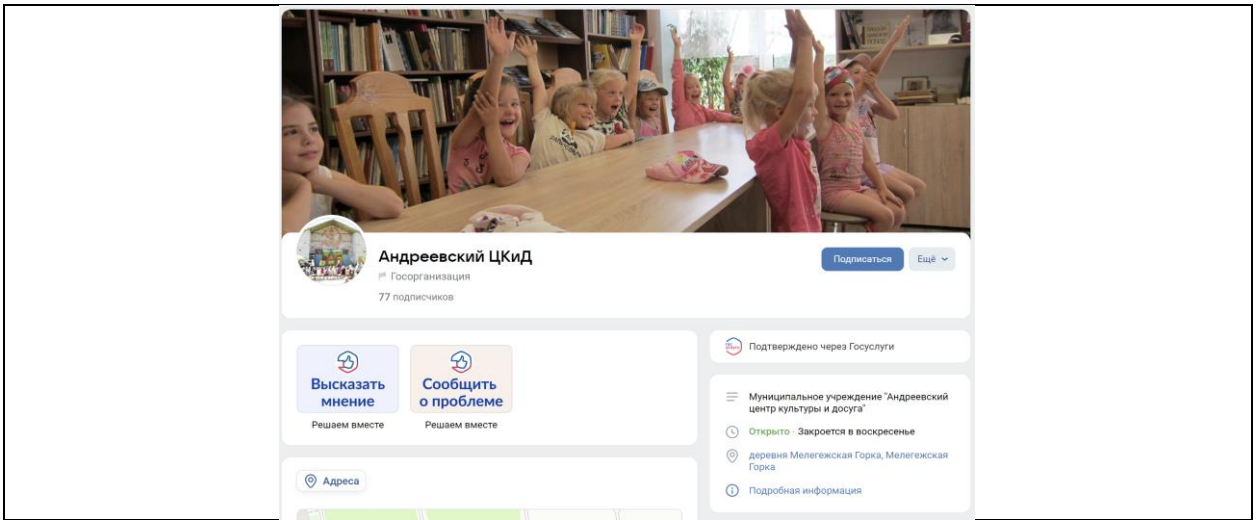 Андреевский ЦКиД
Госорганизация
77 подписчиков
Подписаться
Ещё
Высказать
мнение
Решаем вместе
Сообщить
о проблеме
Решаем вместе
Адреса
Подтверждено через Госуслуги
Муниципальное учреждение "Андреевский
центр культуры и досуга"
Открыто · Закроется в воскресенье
деревня Мелегежская Горка, Мелегежская
Горка
Подробная информация